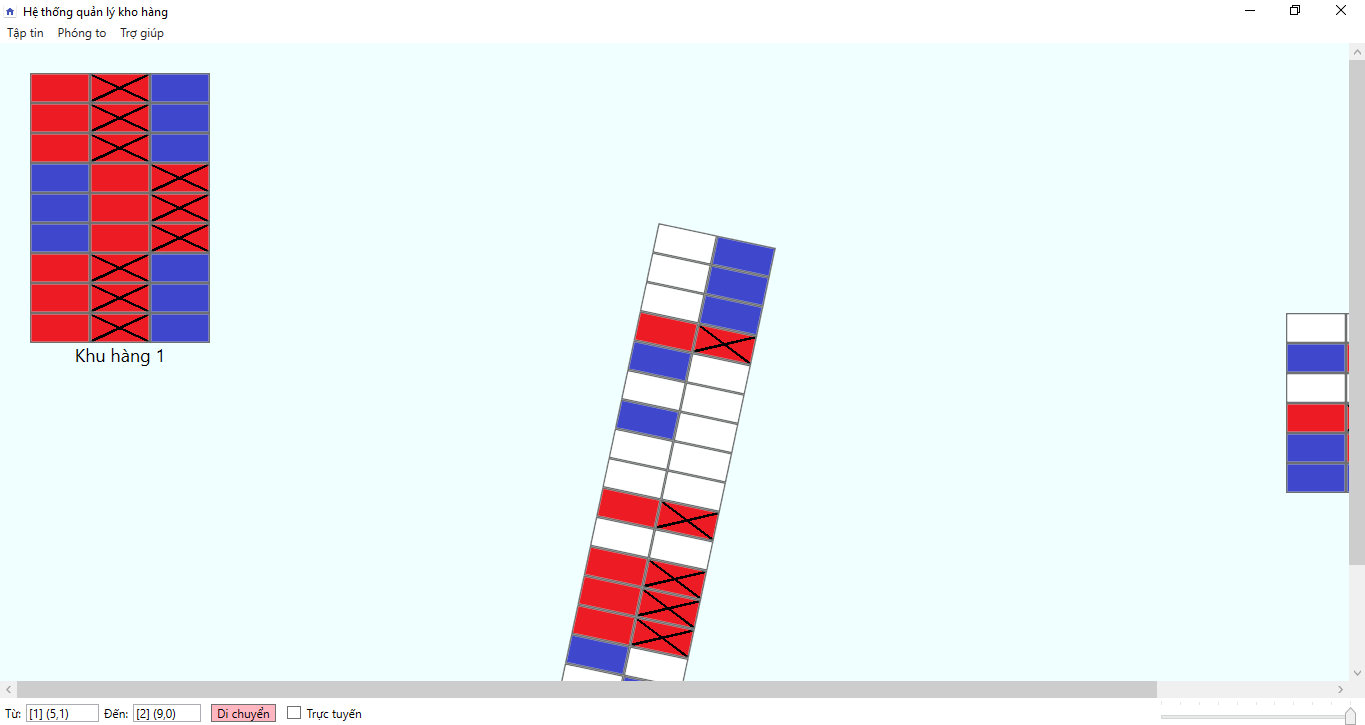 Hệ thống quản lý kho hàng
Tập tin Phóng to Trợ giúp
Khu hàng 1
Từ: [1] (5,1) Đến: [2] (9,0) Di chuyển Trực tuyến